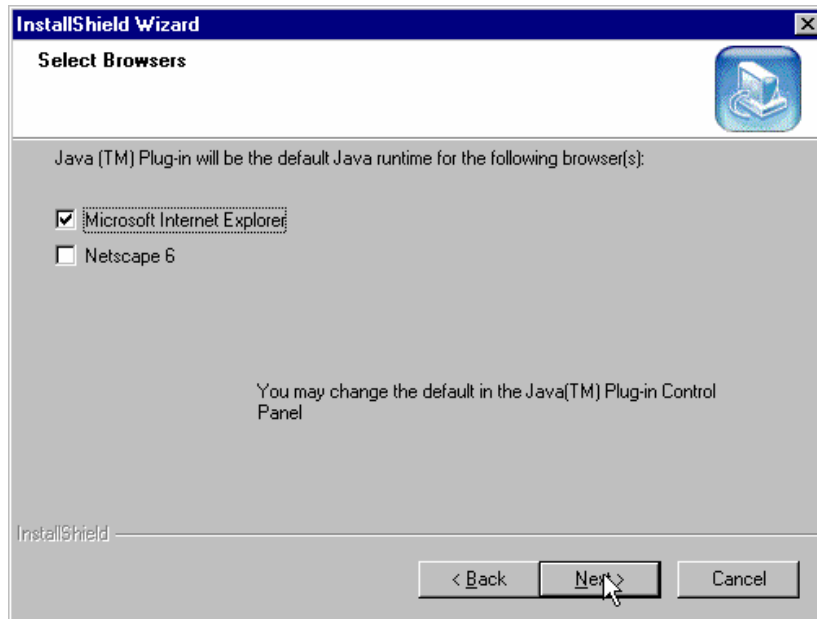 InstallShield Wizard
Select Browsers
Java (TM) Plug-in will be the default Java runtime for the following browser(s):
Microsoft Internet Explorer
Netscape 6
You may change the default in the Java(TM) Plug-in Control
Panel
InstallShield
< Back
Next >
Cancel